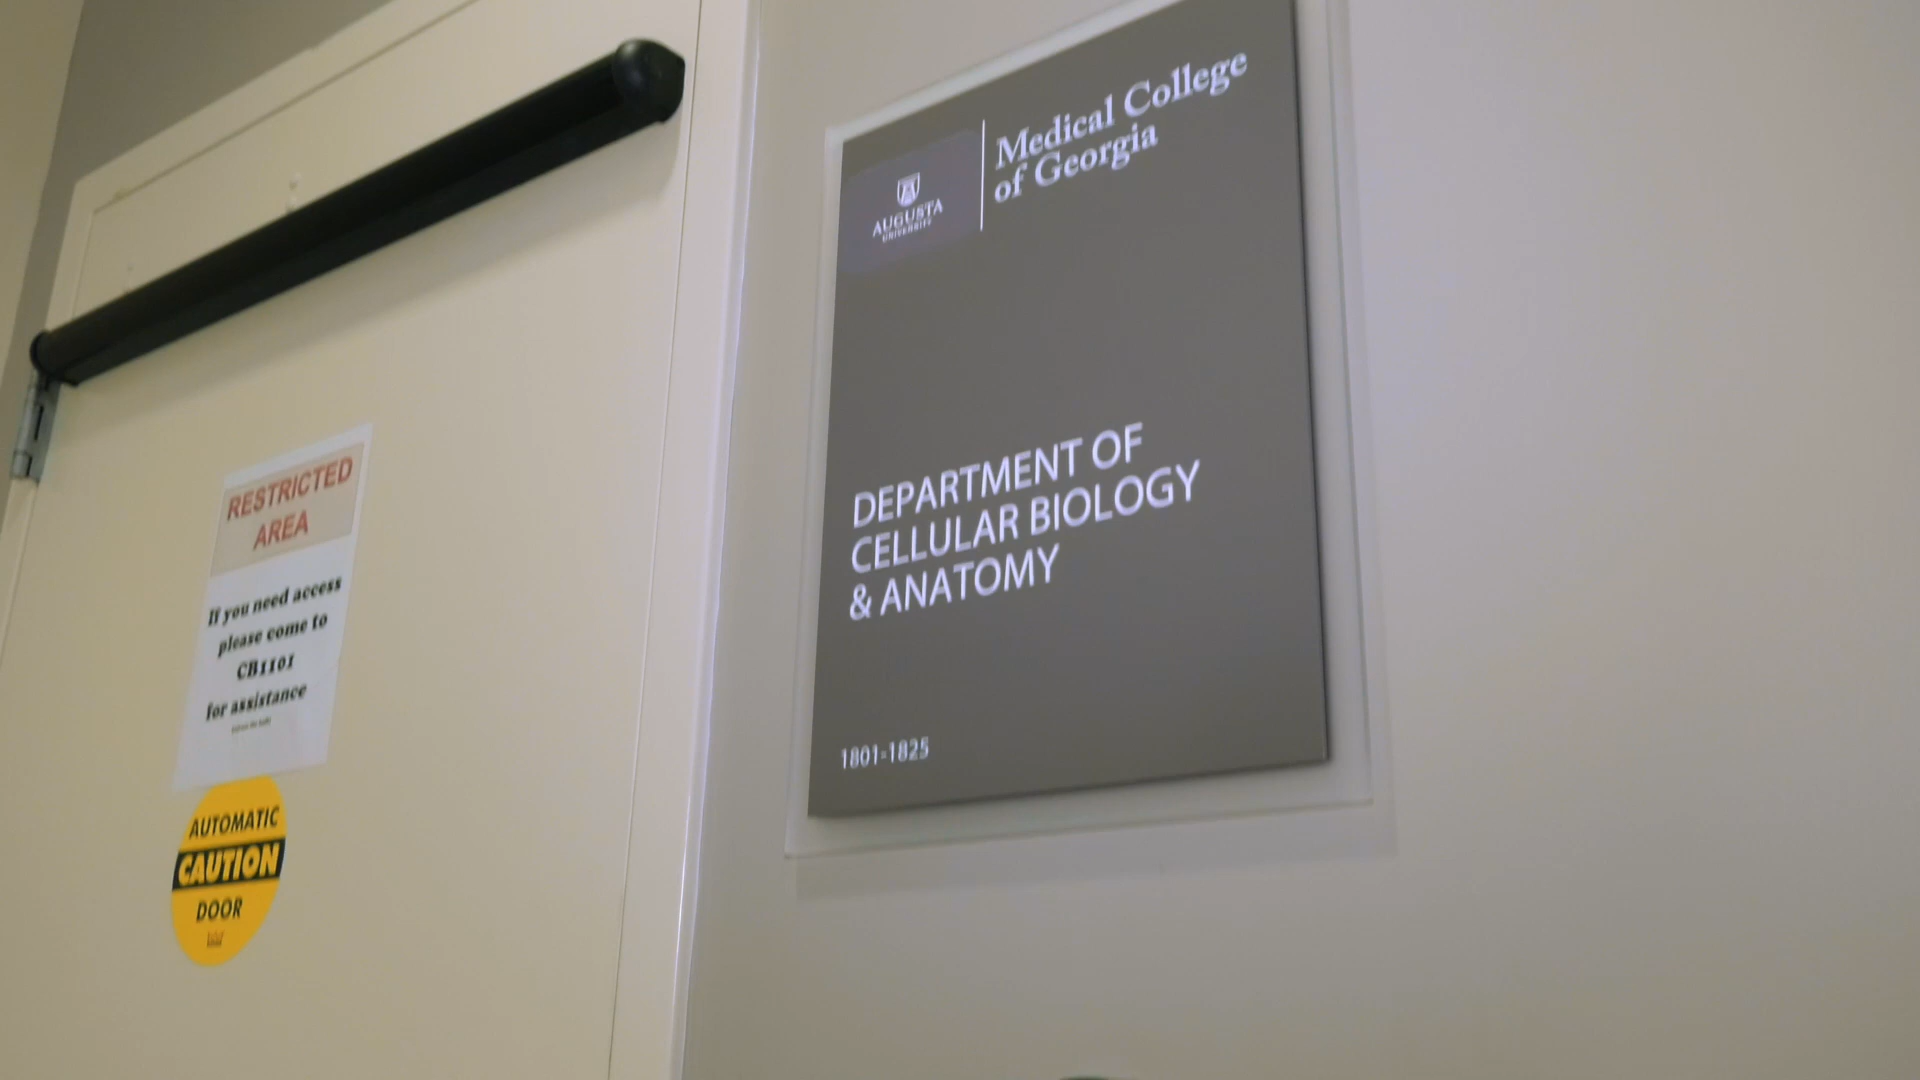 RESTRICTED
AREA
If you need access
please come to
CB1101
for assistance
AUTOMATIC
CAUTION
DOOR
AUGUSTA
UNIVERSITY
Medical College
of Georgia
DEPARTMENT OF
CELLULAR BIOLOGY
& ANATOMY
1801-1825